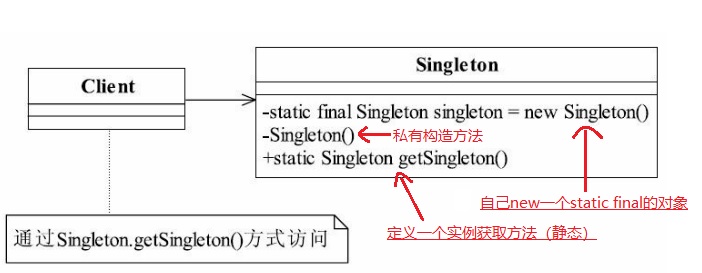 Singleton
Client
-static final Singleton singleton = new Singleton()
-Singleton()
私有构造方法
+static Singleton getSingleton()
自己new一个static final的对象
定义一个实例获取方法（静态）
通过Singleton.getSingleton()方式访问